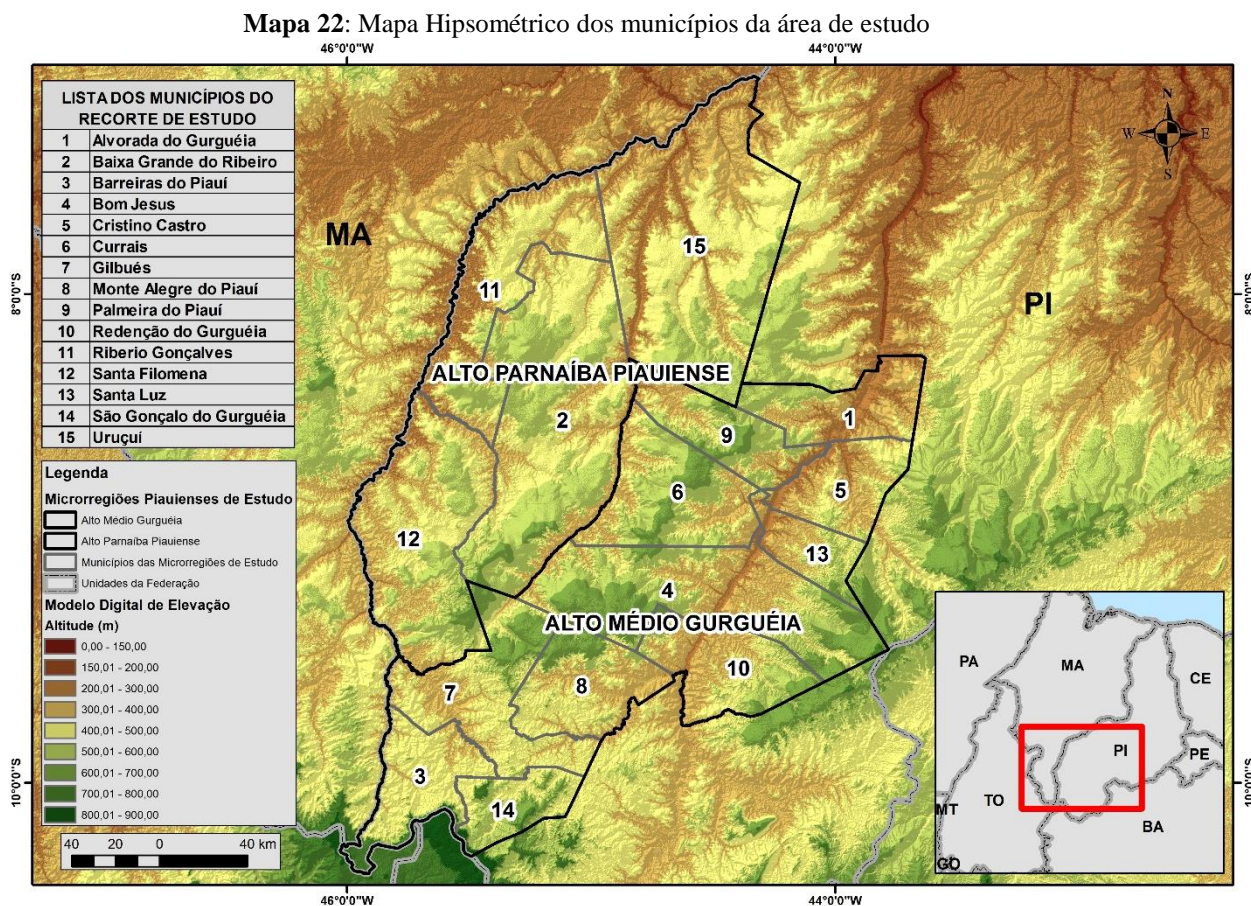 Mapa 22: Mapa Hipsométrico dos municípios da área de estudo
46°0'0"W 44°0'0"W
LISTA DOS MUNICÍPIOS DO
RECORTE DE ESTUDO
1 Alvorada do Gurguéia
2 Baixa Grande do Ribeiro
3 Barreiras do Piauí
4 Bom Jesus
5 Cristino Castro
6 Currais
7 Gilbués
8 Monte Alegre do Piauí
9 Palmeira do Piauí
10 Redenção do Gurguéia
11 Riberio Gonçalves
12 Santa Filomena
13 Santa Luz
14 São Gonçalo do Gurguéia
15 Uruçuí
Legenda
Microrregiões Piauienses de Estudo
Alto Médio Gurguéia
Alto Parnaíba Piauiense
Municípios das Microrregiões de Estudo
Unidades da Federação
Modelo Digital de Elevação
Altitude (m)
0,00 - 150,00
150,01 - 200,00
200,01 - 300,00
300,01 - 400,00
400,01 - 500,00
500,01 - 600,00
600,01 - 700,00
700,01 - 800,00
800,01 - 900,00
40 20 0 40 km
N
W E
S
MA
15
11
PI
8°0'0"S 8°0'0"S
ALTO PARNAÍBA PIAUIENSE
2
1
9
6
5
12
13
4
ALTO MÉDIO GURGUÉIA
10
8
7
3
14
10°0'0"S 10°0'0"S
PA
MA
CE
PI
PE
TO
MT
BA
GO
46°0'0"W 44°0'0"W